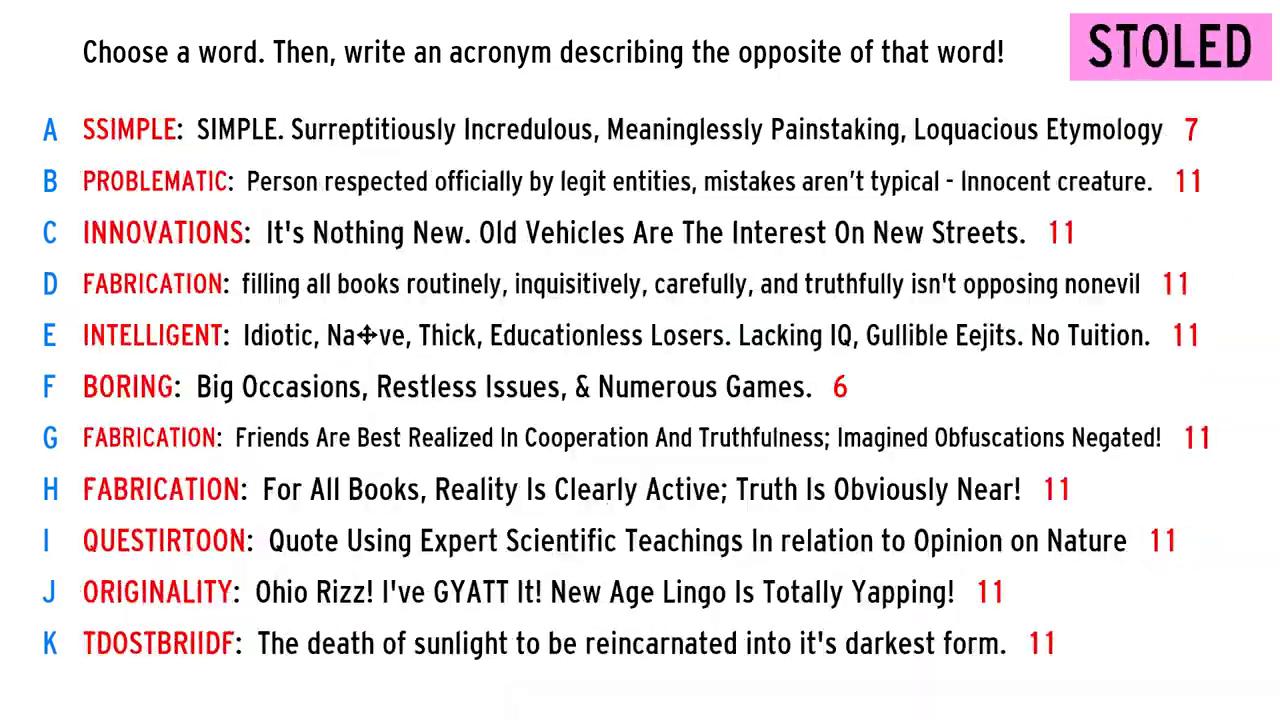 Choose a word. Then, write an acronym describing the opposite of that word!
STOLED
A SSIMPLE: SIMPLE. Surreptitiously Incredulous, Meaninglessly Painstaking, Loquacious Etymology 7
B PROBLEMATIC: Person respected officially by legit entities, mistakes aren't typical - Innocent creature. 11
C INNOVATIONS: It's Nothing New. Old Vehicles Are The Interest On New Streets. 11
D FABRICATION: filling all books routinely, inquisitively, carefully, and truthfully isn't opposing nonevil 11
E INTELLIGENT: Idiotic, Na✣ve, Thick, Educationless Losers. Lacking IQ, Gullible Eejits. No Tuition. 11
F BORING: Big Occasions, Restless Issues, & Numerous Games. 6
G FABRICATION: Friends Are Best Realized In Cooperation And Truthfulness; Imagined Obfuscations Negated! 11
H FABRICATION: For All Books, Reality Is Clearly Active; Truth Is Obviously Near! 11
I QUESTIRTOON: Quote Using Expert Scientific Teachings In relation to Opinion on Nature 11
J ORIGINALITY: Ohio Rizz! I've GYATT It! New Age Lingo Is Totally Yapping! 11
K TDOSTBRIIDF: The death of sunlight to be reincarnated into it's darkest form. 11